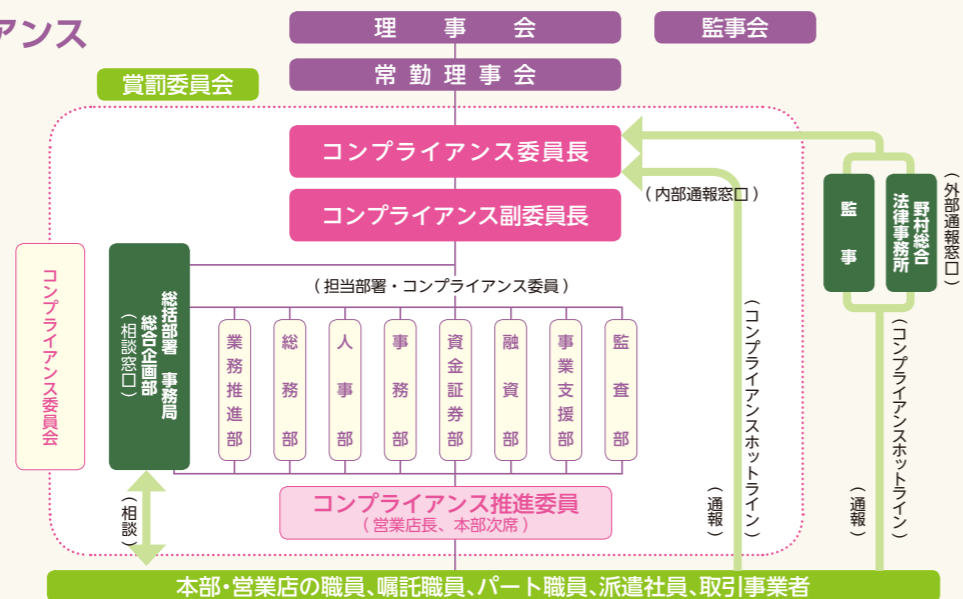 アンス
理事会
監事会
常勤理事会
賞罰委員会
コンプライアンス委員長
（内部通報窓口）
コンプライアンス副委員長
監事
野村総合
法律事務所
（外部通報窓口）
コンプライアンス委員会
総括部署 事務局
総合企画部
（相談窓口）
（担当部署・コンプライアンス委員）
業務推進部
総務部
人事部
事務部
資金証券部
融資部
事業支援部
監査部
（コンプライアンスホットライン）
（コンプライアンスホットライン）
コンプライアンス推進委員
（営業店長、本部次席）
（相談）
（通報）
（通報）
本部・営業店の職員、嘱託職員、パート職員、派遣社員、取引事業者